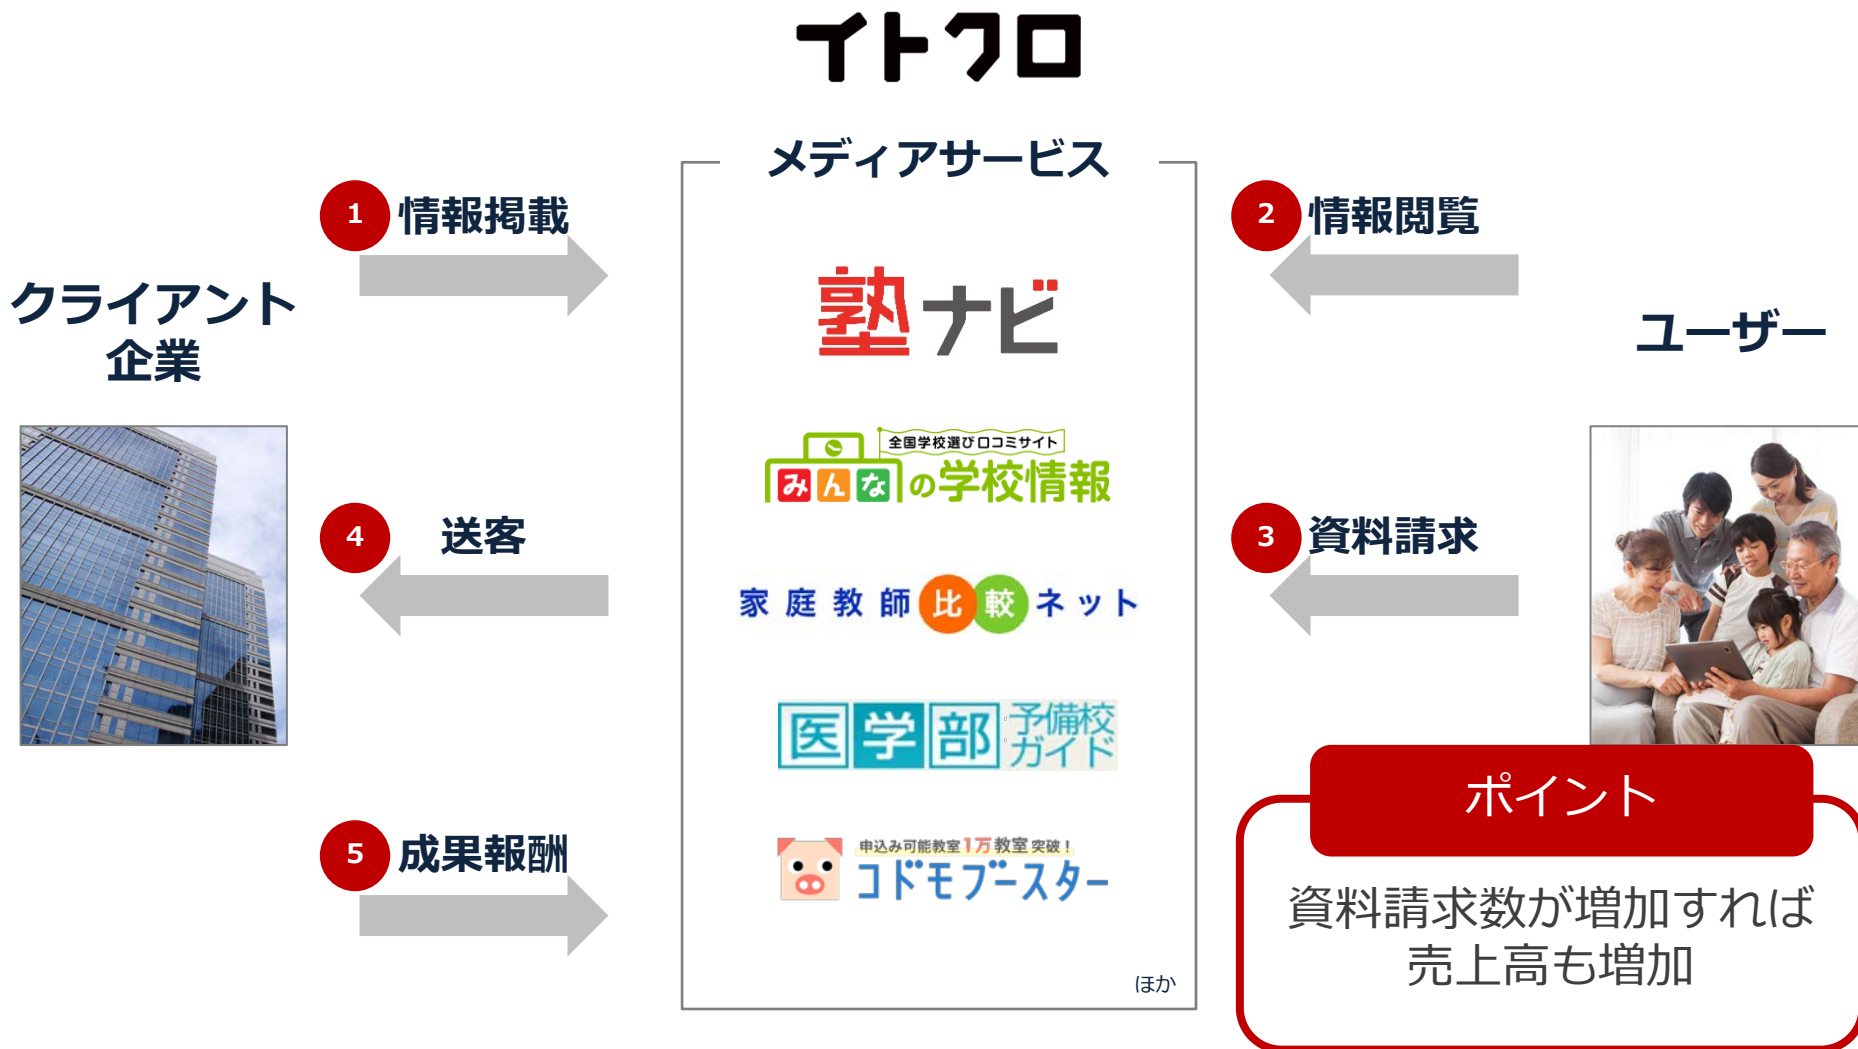 イトクロ
メディアサービス
1 情報掲載
2 情報閲覧
クライアント
企業
ユーザー
塾ナビ
全国学校選び口コミサイト
みんなの学校情報
4 送客
3 資料請求
家庭教師比較ネット
医学部予備校
ガイド
ポイント
5 成果報酬
申込み可能教室1万教室突破！
コドモブースター
資料請求数が増加すれば
売上高も増加
ほか